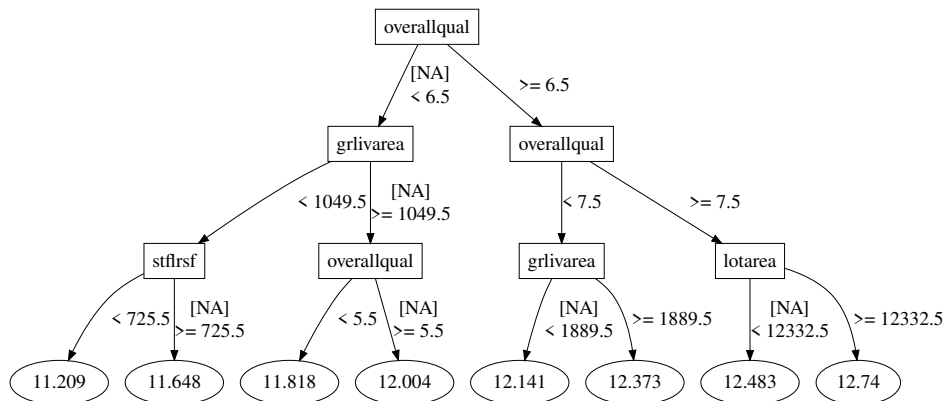 overallqual
[NA]
< 6.5
>= 6.5
grlivarea
overallqual
< 1049.5
[NA]
>= 1049.5
< 7.5
>= 7.5
stflrsf
overallqual
grlivarea
lotarea
< 725.5
[NA]
>= 725.5
< 5.5
[NA]
>= 5.5
[NA]
< 1889.5
>= 1889.5
[NA]
< 12332.5
>= 12332.5
11.209
11.648
11.818
12.004
12.141
12.373
12.483
12.74